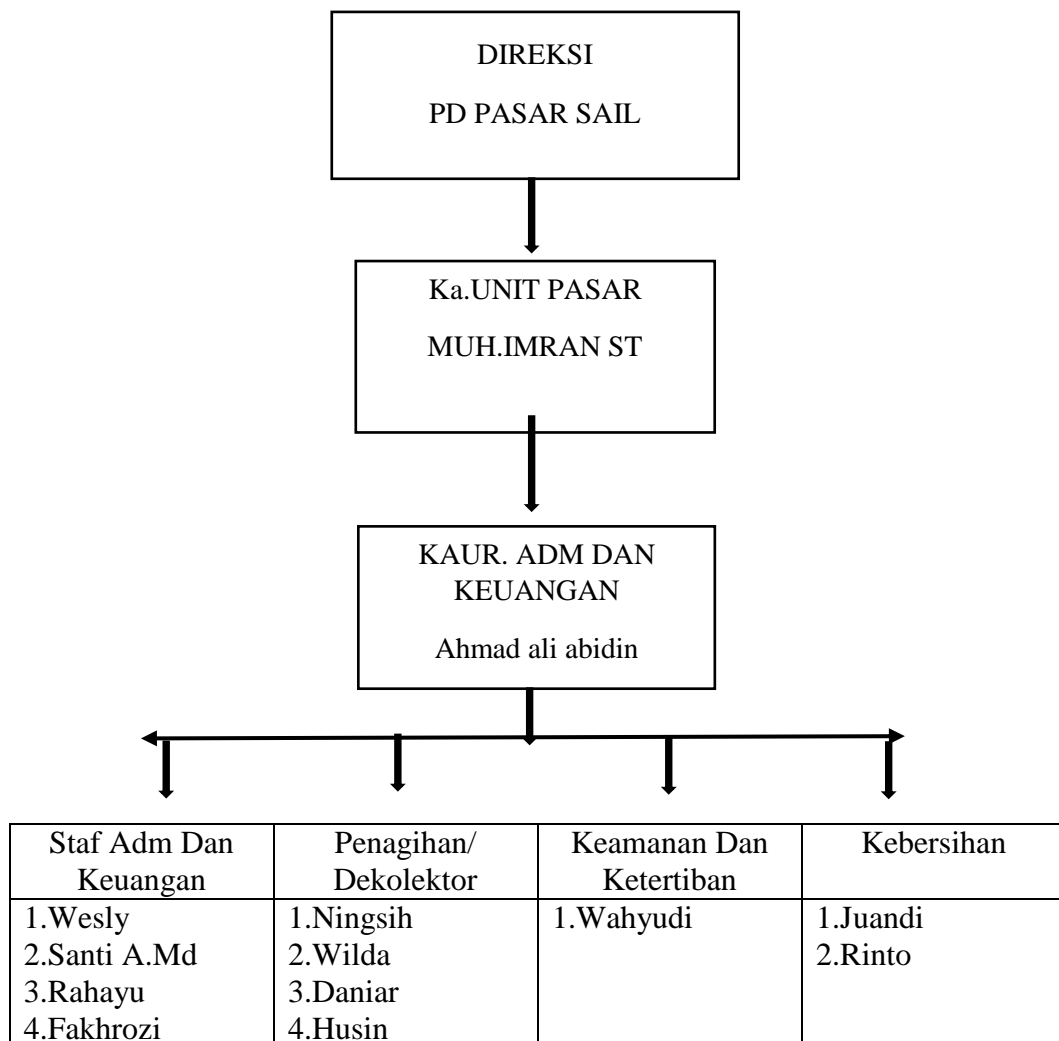 DIREKSI
PD PASAR SAIL
Ka.UNIT PASAR
MUH.IMRAN ST
KAUR. ADM DAN
KEUANGAN
Ahmad ali abidin
Staf Adm Dan
Keuangan
Penagihan/
Dekolektor
Keamanan Dan
Ketertiban
Kebersihan
1.Wesly
2.Santi A.Md
3.Rahayu
4.Fakhrozi
1.Ningsih
2.Wilda
3.Daniar
4.Husin
1.Wahyudi
1.Juandi
2.Rinto